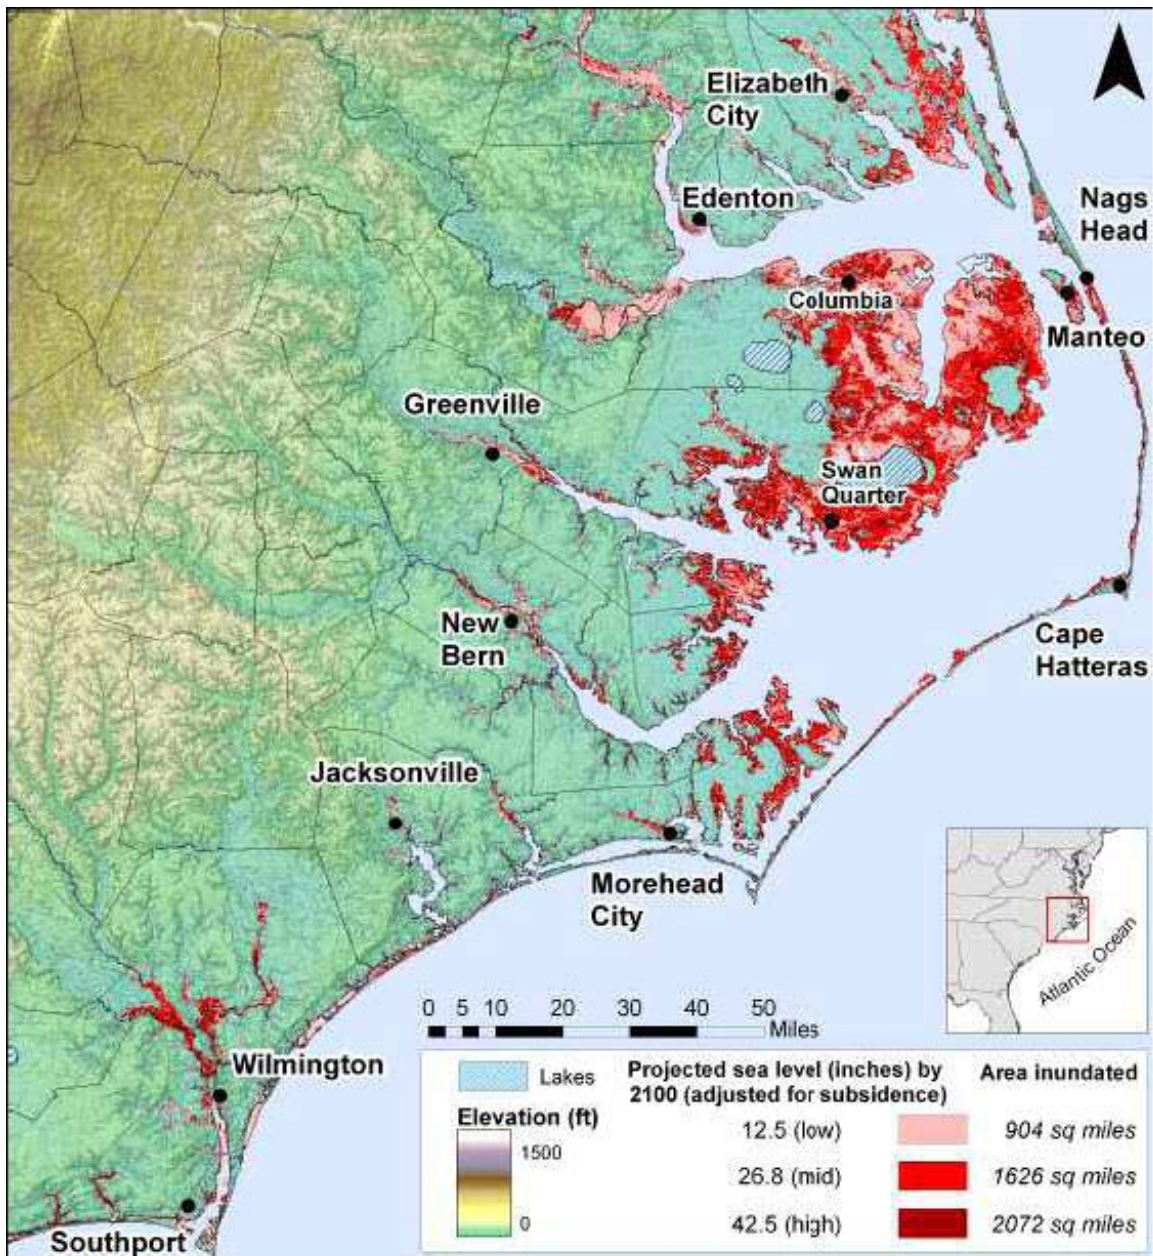 Elizabeth
City
Edenton
Nags
Head
Columbia
Manteo
Greenville
Swan
Quarter
New
Bern
Cape
Hatteras
Jacksonville
Morehead
City
Atlantic Ocean
0 5 10 20 30 40 50
Miles
Wilmington
Southport
Lakes
Elevation (ft)
1500
0
Projected sea level (inches) by
2100 (adjusted for subsidence)
Area inundated
12.5 (low) 904 sq miles
26.8 (mid) 1626 sq miles
42.5 (high) 2072 sq miles